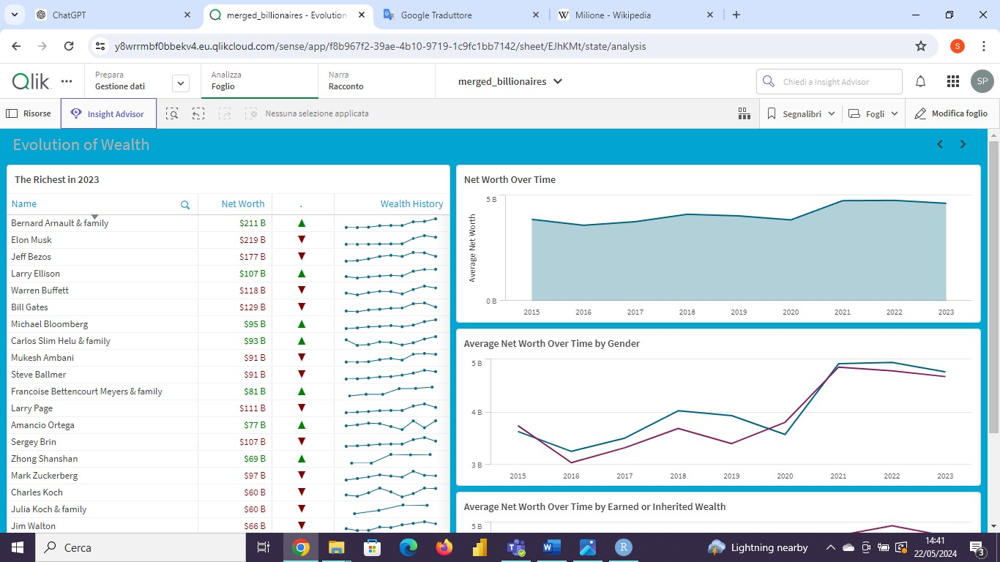 ChatGPT
merged_billionaires - Evolution
Google Traduttore
Milione - Wikipedia
y8wrrmbf0bbekv4.eu.qlikcloud.com/sense/app/f8b967f2-39ae-4b10-9719-1c9fc1bb7142/sheet/EJhKMt/state/analysis
S
Qlik
Prepara
Gestione dati
Analizza
Foglio
Narra
Racconto
merged_billionaires
Chiedi a Insight Advisor
SP
Risorse
Insight Advisor
Nessuna selezione applicata
Segnalibri
Fogli
Modifica foglio
Evolution of Wealth
The Richest in 2023
Name Net Worth . Wealth History
Bernard Arnault & family $211 B
Elon Musk $219 B
Jeff Bezos $177 B
Larry Ellison $107 B
Warren Buffett $118 B
Bill Gates $129 B
Michael Bloomberg $95 B
Carlos Slim Helu & family $93 B
Mukesh Ambani $91 B
Steve Ballmer $91 B
Francoise Bettencourt Meyers & family $81 B
Larry Page $111 B
Amancio Ortega $77 B
Sergey Brin $107 B
Zhong Shanshan $69 B
Mark Zuckerberg $97 B
Charles Koch $60 B
Julia Koch & family $60 B
Jim Walton $66 B
Net Worth Over Time
5 B
Average Net Worth
0 B
2015 2016 2017 2018 2019 2020 2021 2022 2023
Average Net Worth Over Time by Gender
5 B
4 B
3 B
2015 2016 2017 2018 2019 2020 2021 2022 2023
Average Net Worth Over Time by Earned or Inherited Wealth
5 B
Cerca
Lightning nearby
14:41
22/05/2024
3